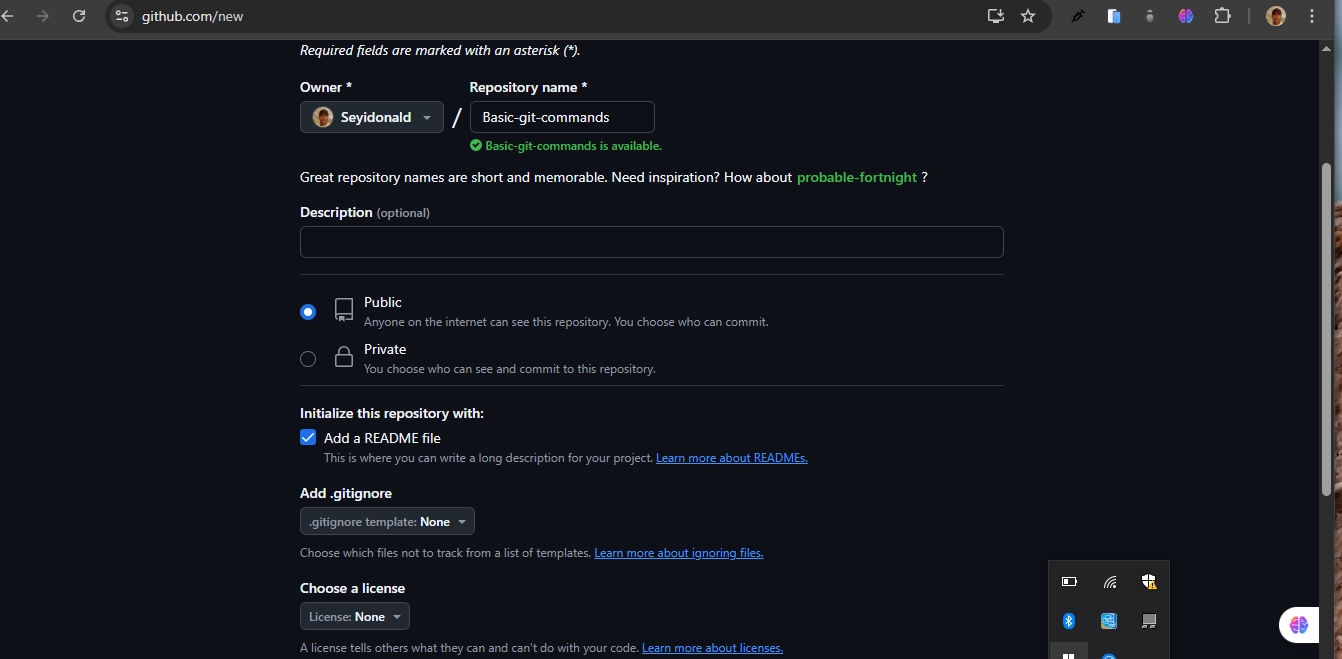 github.com/new
Required fields are marked with an asterisk (*).
Owner *
Repository name *
Seyidonald
/
Basic-git-commands
Basic-git-commands is available.
Great repository names are short and memorable. Need inspiration? How about probable-fortnight ?
Description (optional)
Public
Anyone on the internet can see this repository. You choose who can commit.
Private
You choose who can see and commit to this repository.
Initialize this repository with:
Add a README file
This is where you can write a long description for your project. Learn more about READMEs.
Add .gitignore
.gitignore template: None
Choose which files not to track from a list of templates. Learn more about ignoring files.
Choose a license
License: None
A license tells others what they can and can't do with your code. Learn more about licenses.